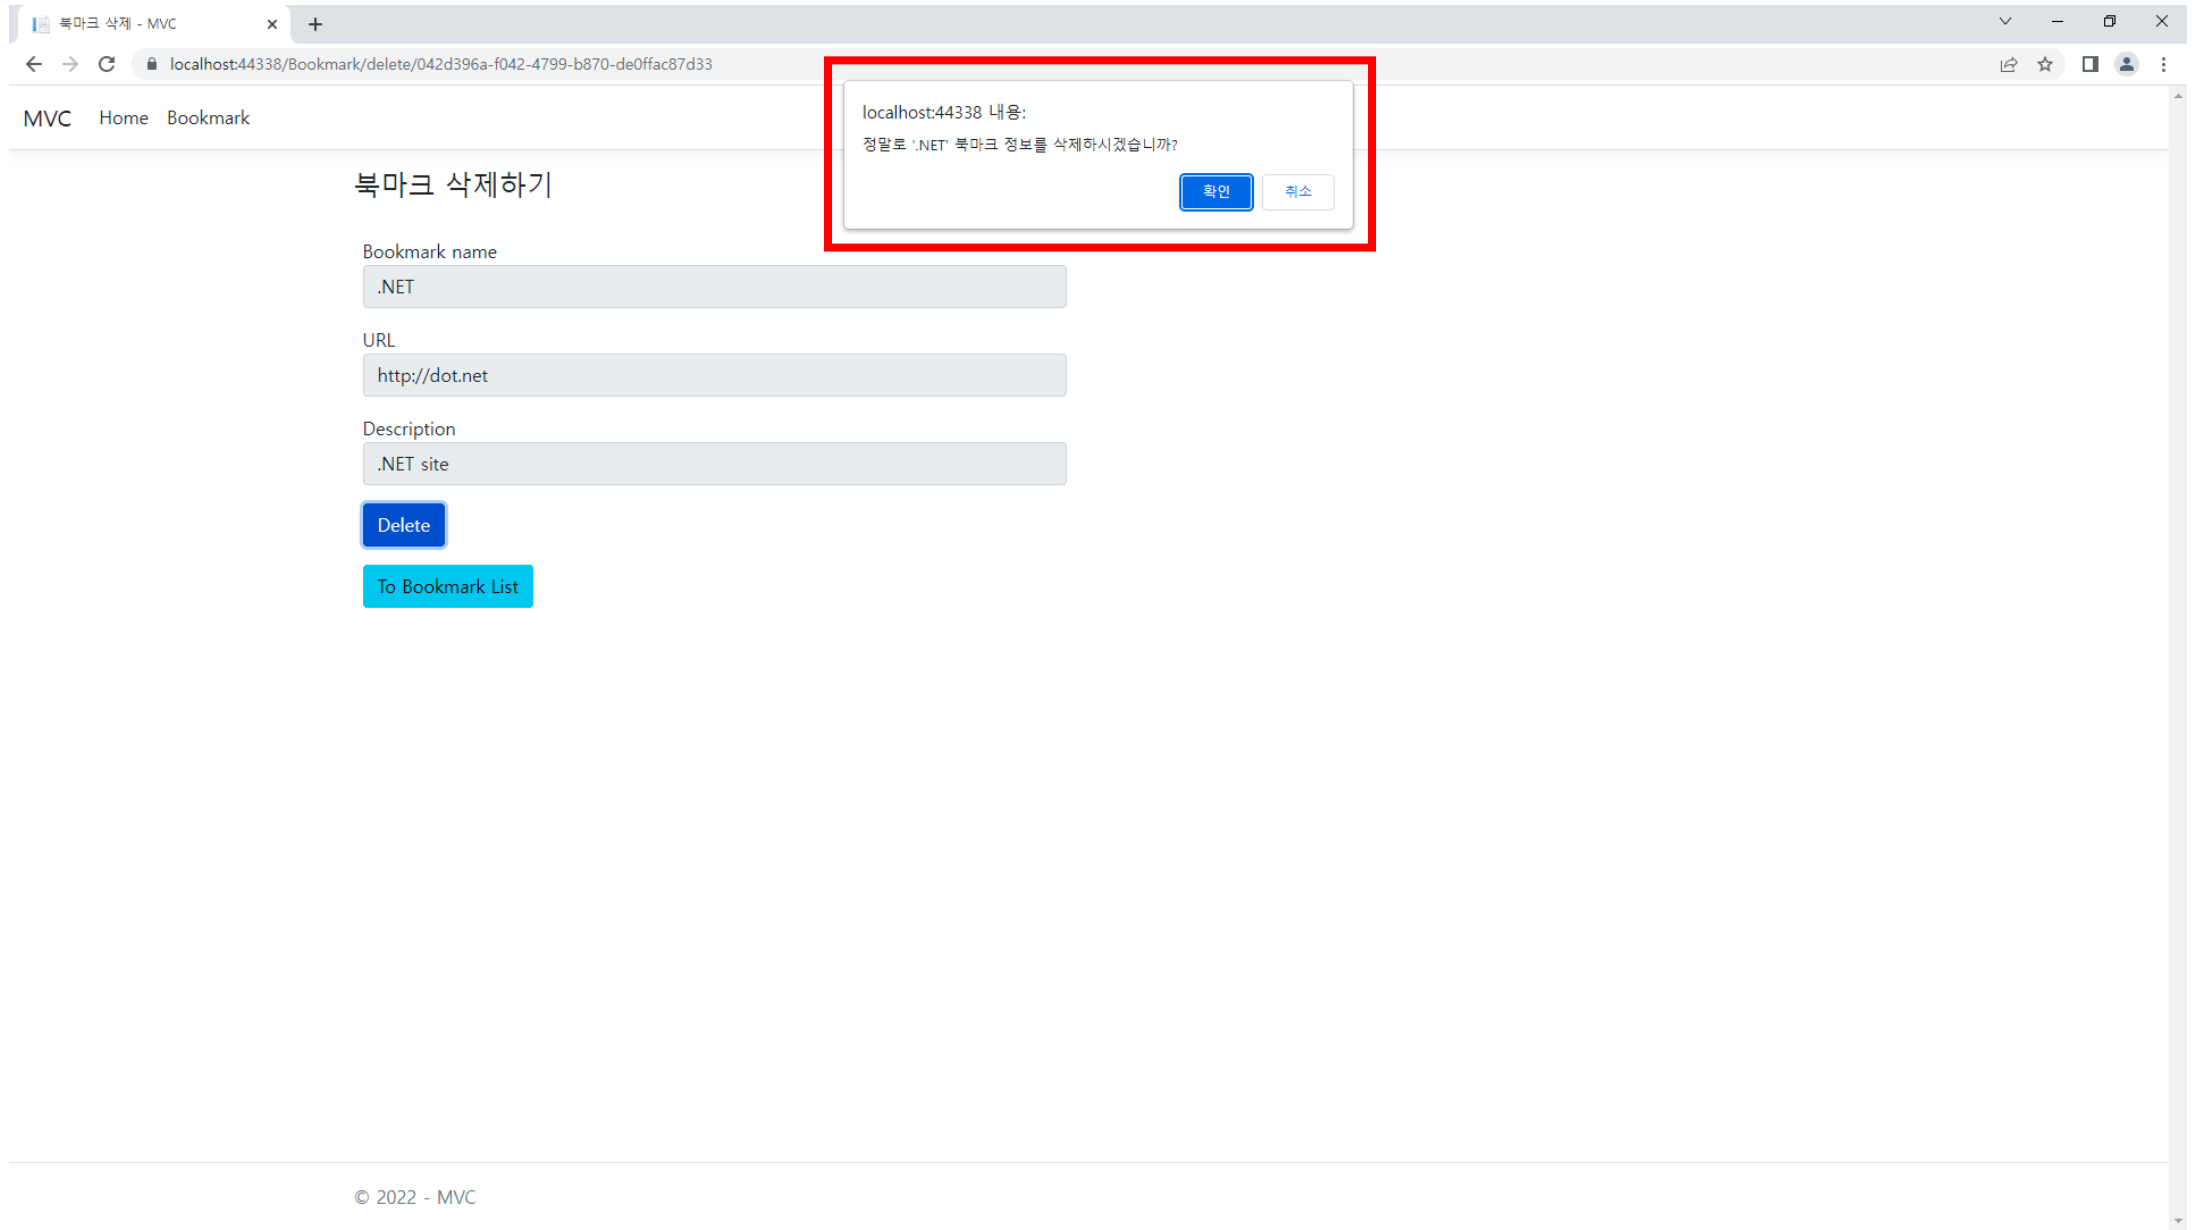 북마크 삭제 - MVC
localhost:44338/Bookmark/delete/042d396a-f042-4799-b870-de0ffac87d33
MVC Home Bookmark
localhost:44338 내용:
정말로 '.NET' 북마크 정보를 삭제하시겠습니까?
확인 취소
북마크 삭제하기
Bookmark name
.NET
URL
http://dot.net
Description
.NET site
Delete
To Bookmark List
© 2022 - MVC